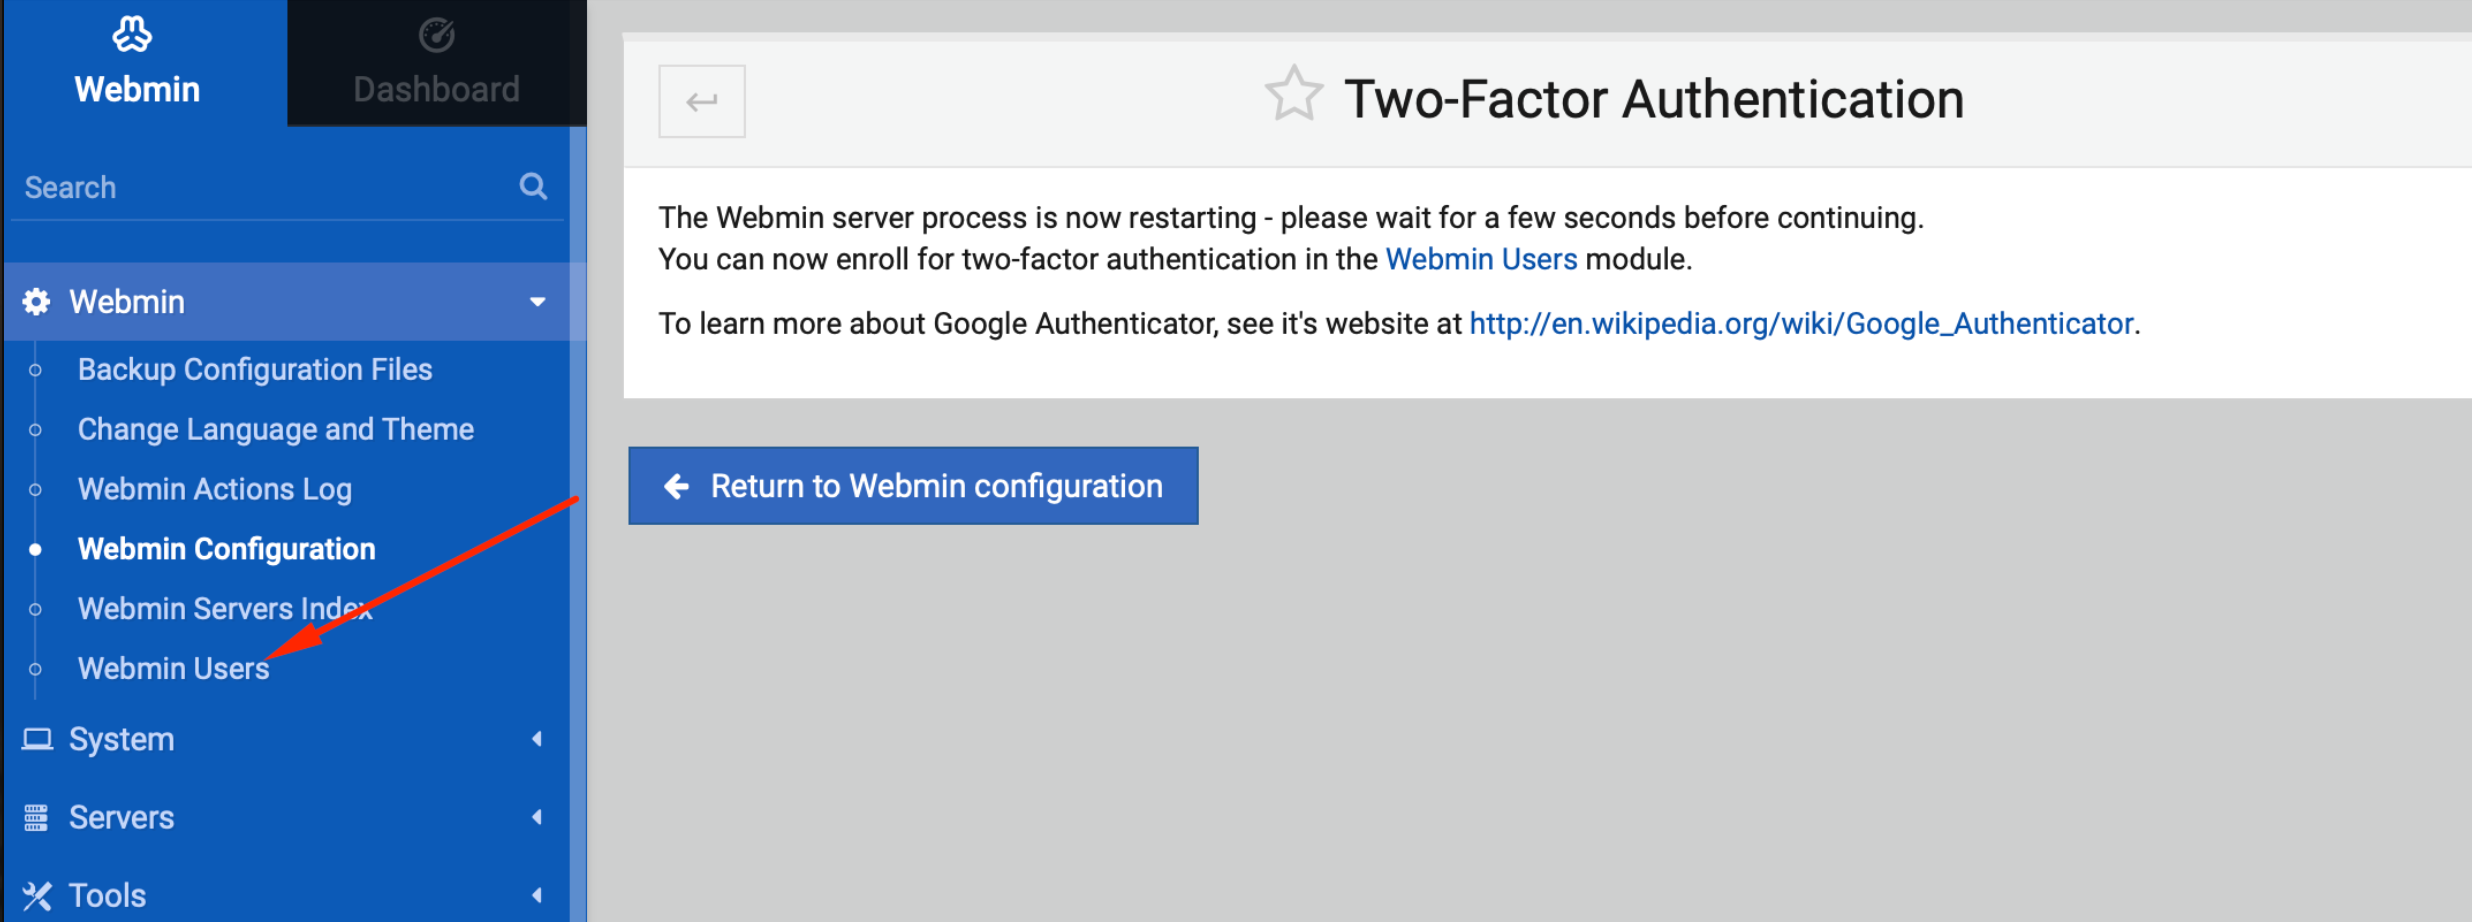 Webmin
Dashboard
Search
Webmin
Backup Configuration Files
Change Language and Theme
Webmin Actions Log
Webmin Configuration
Webmin Servers Index
Webmin Users
System
Servers
Tools
Two-Factor Authentication
The Webmin server process is now restarting - please wait for a few seconds before continuing.
You can now enroll for two-factor authentication in the Webmin Users module.
To learn more about Google Authenticator, see it's website at http://en.wikipedia.org/wiki/Google_Authenticator.
Return to Webmin configuration